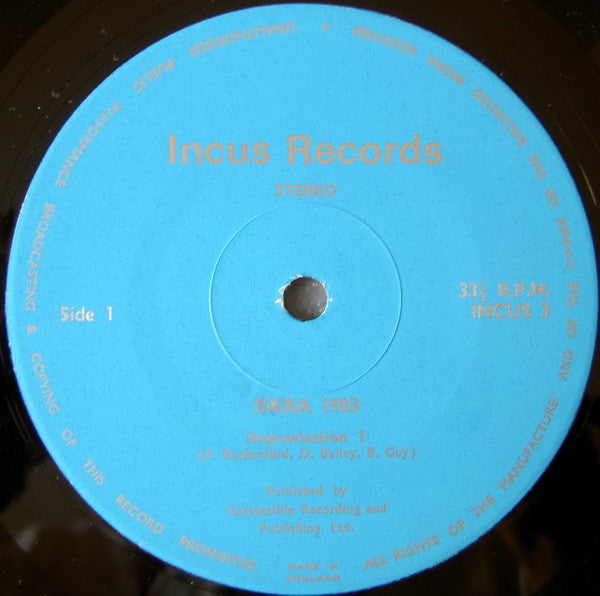 Incus Records
STEREO
Side 1
33⅓ R.P.M.
INCUS 3
ISKRA 1903
Improvisation 1
(P. Rutherford, D. Bailey, B. Guy)
Published by
Compatible Recording and
Publishing Ltd.
MADE IN
ENGLAND
ALL RIGHTS OF THE MANUFACTURER AND OF THE OWNER OF THE RECORDED WORK RESERVED • UNAUTHORISED PUBLIC PERFORMANCE BROADCASTING & COPYING OF THIS RECORD PROHIBITED